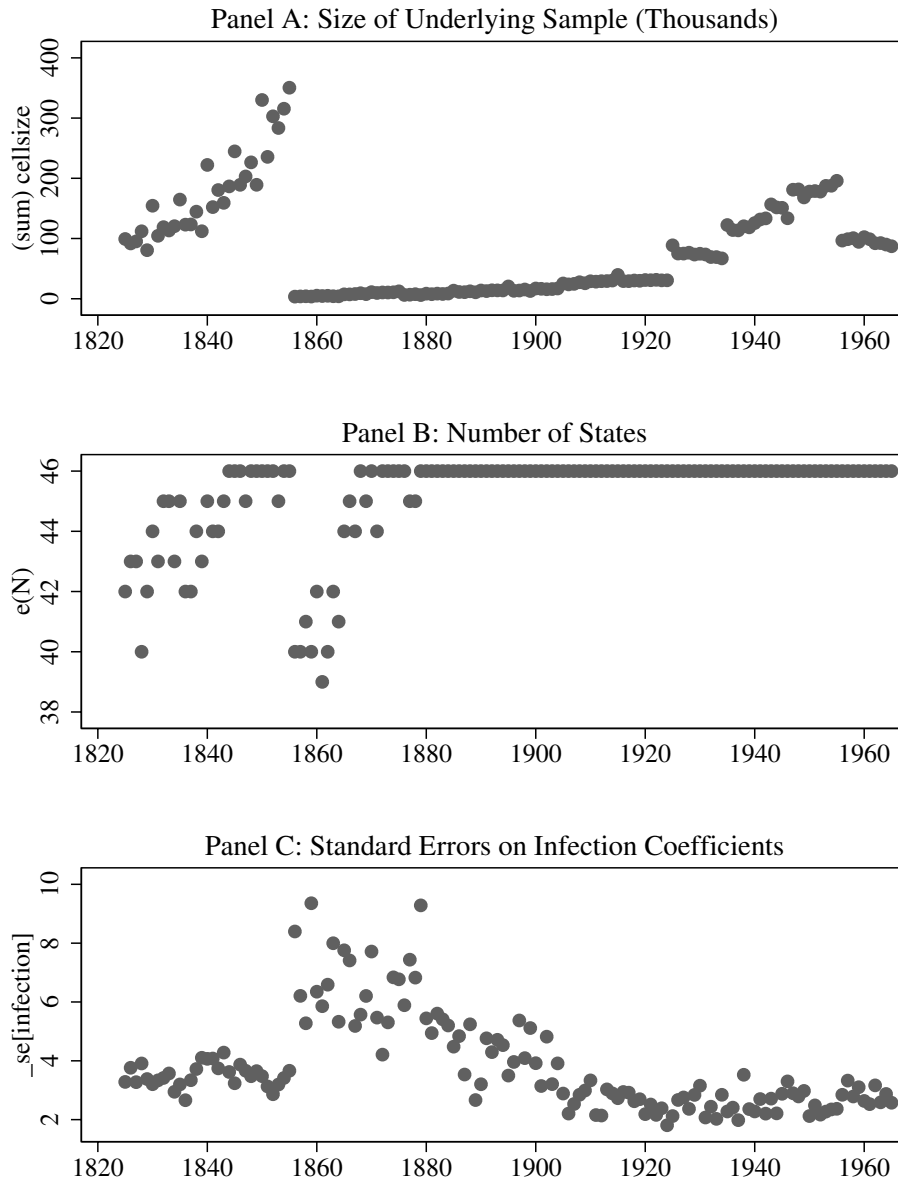 Panel A: Size of Underlying Sample (Thousands)
(sum) cellsize
400
300
200
100
0
1820 1840 1860 1880 1900 1920 1940 1960
Panel B: Number of States
e(N)
46
44
42
40
38
1820 1840 1860 1880 1900 1920 1940 1960
Panel C: Standard Errors on Infection Coefficients
_se[infection]
10
8
6
4
2
1820 1840 1860 1880 1900 1920 1940 1960